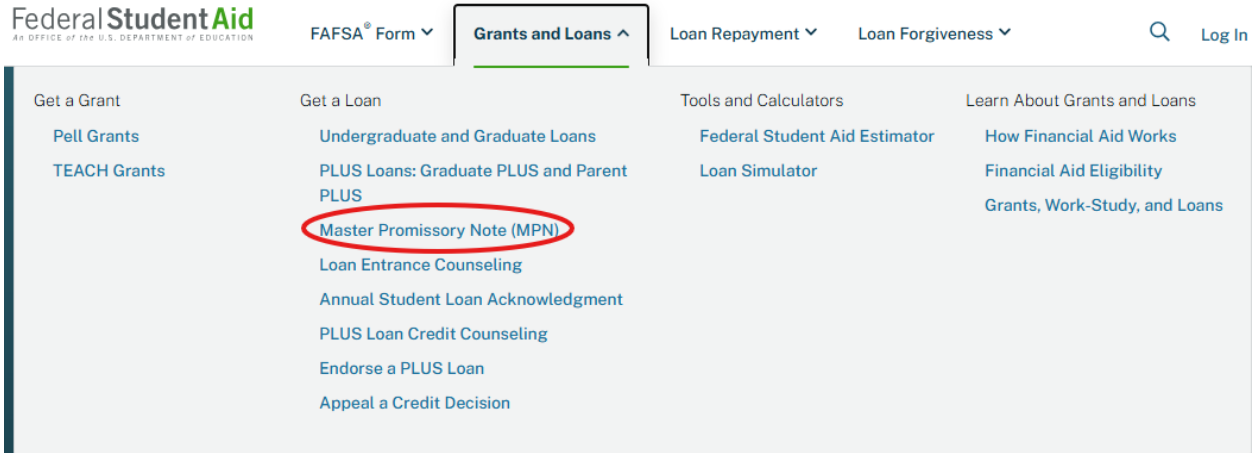 Federal Student Aid
An OFFICE of the U.S. DEPARTMENT of EDUCATION
FAFSA® Form
Grants and Loans
Loan Repayment
Loan Forgiveness
Log In
Get a Grant
Pell Grants
TEACH Grants
Get a Loan
Undergraduate and Graduate Loans
PLUS Loans: Graduate PLUS and Parent
PLUS
Master Promissory Note (MPN)
Loan Entrance Counseling
Annual Student Loan Acknowledgment
PLUS Loan Credit Counseling
Endorse a PLUS Loan
Appeal a Credit Decision
Tools and Calculators
Federal Student Aid Estimator
Loan Simulator
Learn About Grants and Loans
How Financial Aid Works
Financial Aid Eligibility
Grants, Work-Study, and Loans